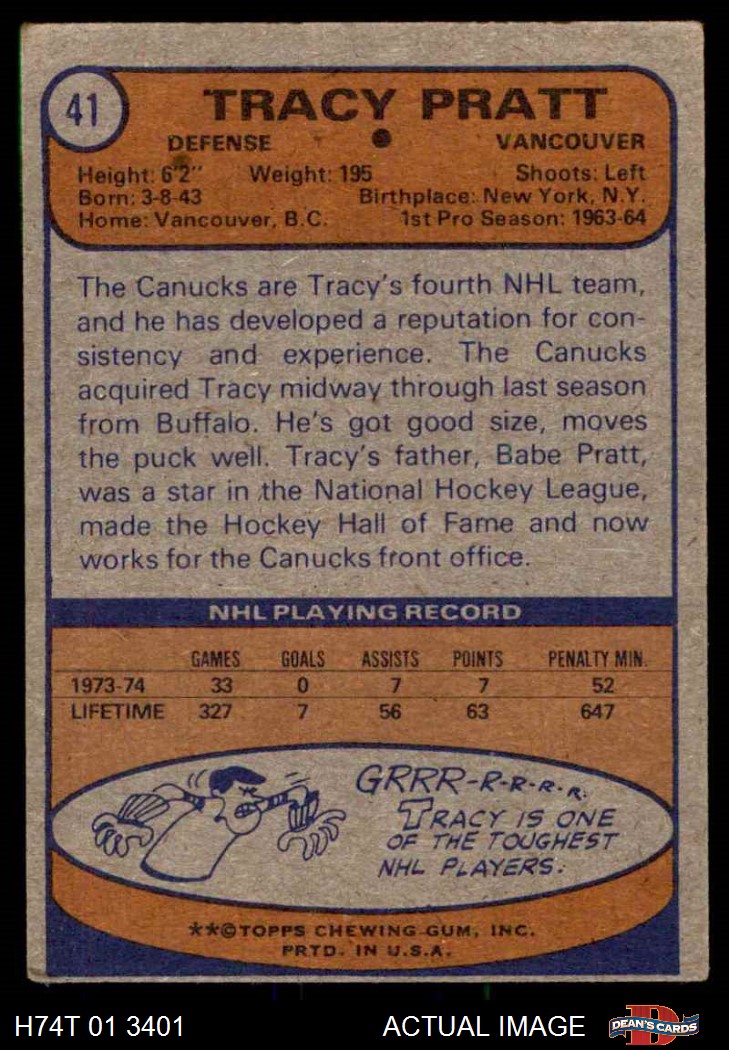 41
TRACY PRATT
DEFENSE ● VANCOUVER
Height: 6'2" Weight: 195 Shoots: Left
Born: 3-8-43 Birthplace: New York, N.Y.
Home: Vancouver, B.C. 1st Pro Season: 1963-64
The Canucks are Tracy's fourth NHL team,
and he has developed a reputation for con-
sistency and experience. The Canucks
acquired Tracy midway through last season
from Buffalo. He's got good size, moves
the puck well. Tracy's father, Babe Pratt,
was a star in the National Hockey League,
made the Hockey Hall of Fame and now
works for the Canucks front office.
NHL PLAYING RECORD
GAMES GOALS ASSISTS POINTS PENALTY MIN.
1973-74 33 0 7 7 52
LIFETIME 327 7 56 63 647
GRRR-R-R-R-R.
TRACY IS ONE
OF THE TOUGHEST
NHL PLAYERS.
**©TOPPS CHEWING GUM, INC.
PRTD. IN U.S.A.
H74T 01 3401 ACTUAL IMAGE D DEAN'S CARDS